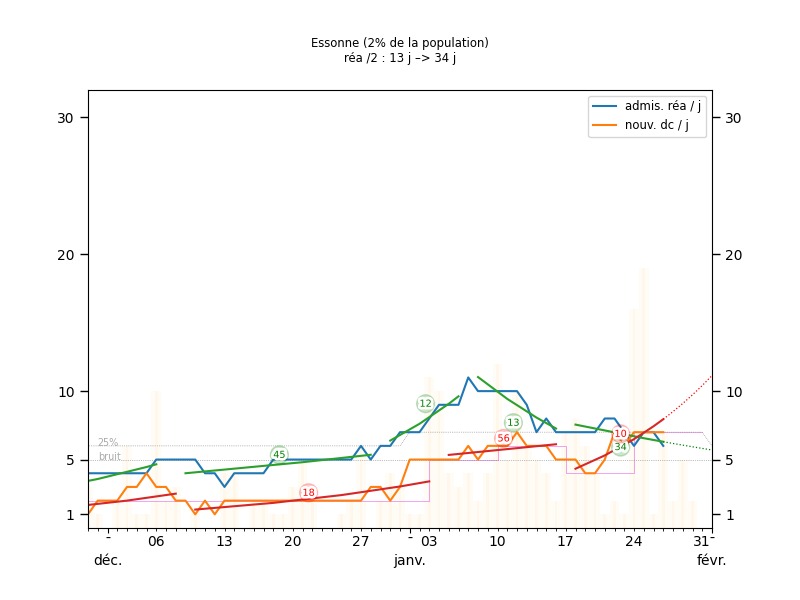 Essonne (2% de la population)
réa /2 : 13 j –> 34 j
admis. réa / j
nouv. dc / j
30 30
20 20
10 10
5 5
1 1
25%
bruit
12
13
56
45
18
10
34
- 06 13 20 27 - 03 10 17 24 31 -
déc. janv. févr.